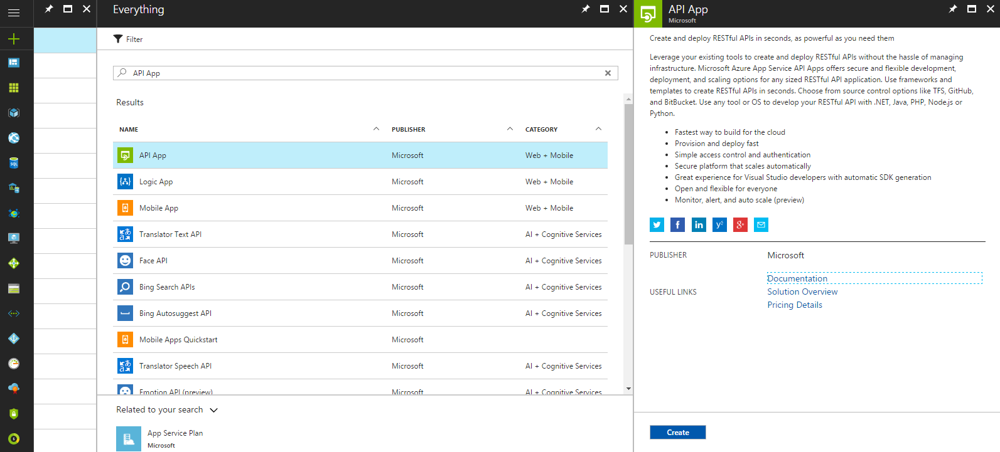 Everything
Filter
API App
Results
NAME PUBLISHER CATEGORY
API App Microsoft Web + Mobile
Logic App Microsoft Web + Mobile
Mobile App Microsoft Web + Mobile
Translator Text API Microsoft AI + Cognitive Services
Face API Microsoft AI + Cognitive Services
Bing Search APIs Microsoft AI + Cognitive Services
Bing Autosuggest API Microsoft AI + Cognitive Services
Mobile Apps Quickstart Microsoft
Translator Speech API Microsoft AI + Cognitive Services
Emotion API (preview) Microsoft AI + Cognitive Services
Related to your search
App Service Plan
Microsoft
API App
Microsoft
Create and deploy RESTful APIs in seconds, as powerful as you need them
Leverage your existing tools to create and deploy RESTful APIs without the hassle of managing
infrastructure. Microsoft Azure App Service API Apps offers secure and flexible development,
deployment, and scaling options for any sized RESTful API application. Use frameworks and
templates to create RESTful APIs in seconds. Choose from source control options like TFS, GitHub,
and BitBucket. Use any tool or OS to develop your RESTful API with .NET, Java, PHP, Node.js or
Python.
• Fastest way to build for the cloud
• Provision and deploy fast
• Simple access control and authentication
• Secure platform that scales automatically
• Great experience for Visual Studio developers with automatic SDK generation
• Open and flexible for everyone
• Monitor, alert, and auto scale (preview)
PUBLISHER Microsoft
Documentation
USEFUL LINKS Solution Overview
Pricing Details
Create
SQL